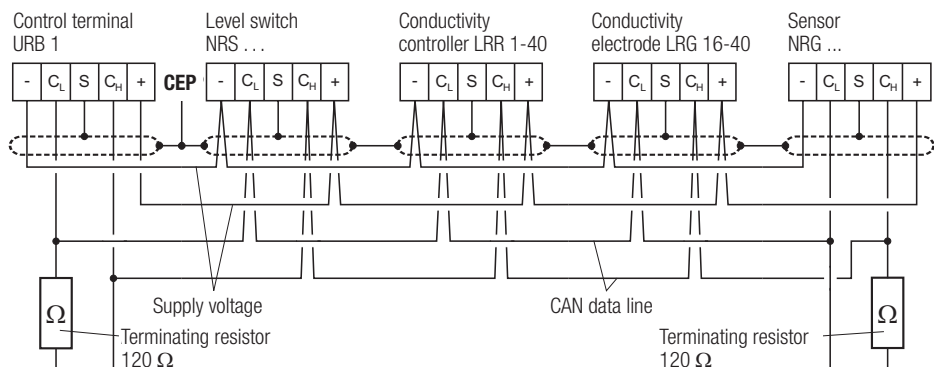 Control terminal
URB 1
Level switch
NRS . . .
Conductivity
controller LRR 1-40
Conductivity
electrode LRG 16-40
Sensor
NRG ...
- CL S CH +
CEP
- CL S CH +
- CL S CH +
- CL S CH +
- CL S CH +
Supply voltage
CAN data line
Ω
Terminating resistor
120 Ω
Terminating resistor
120 Ω
Ω